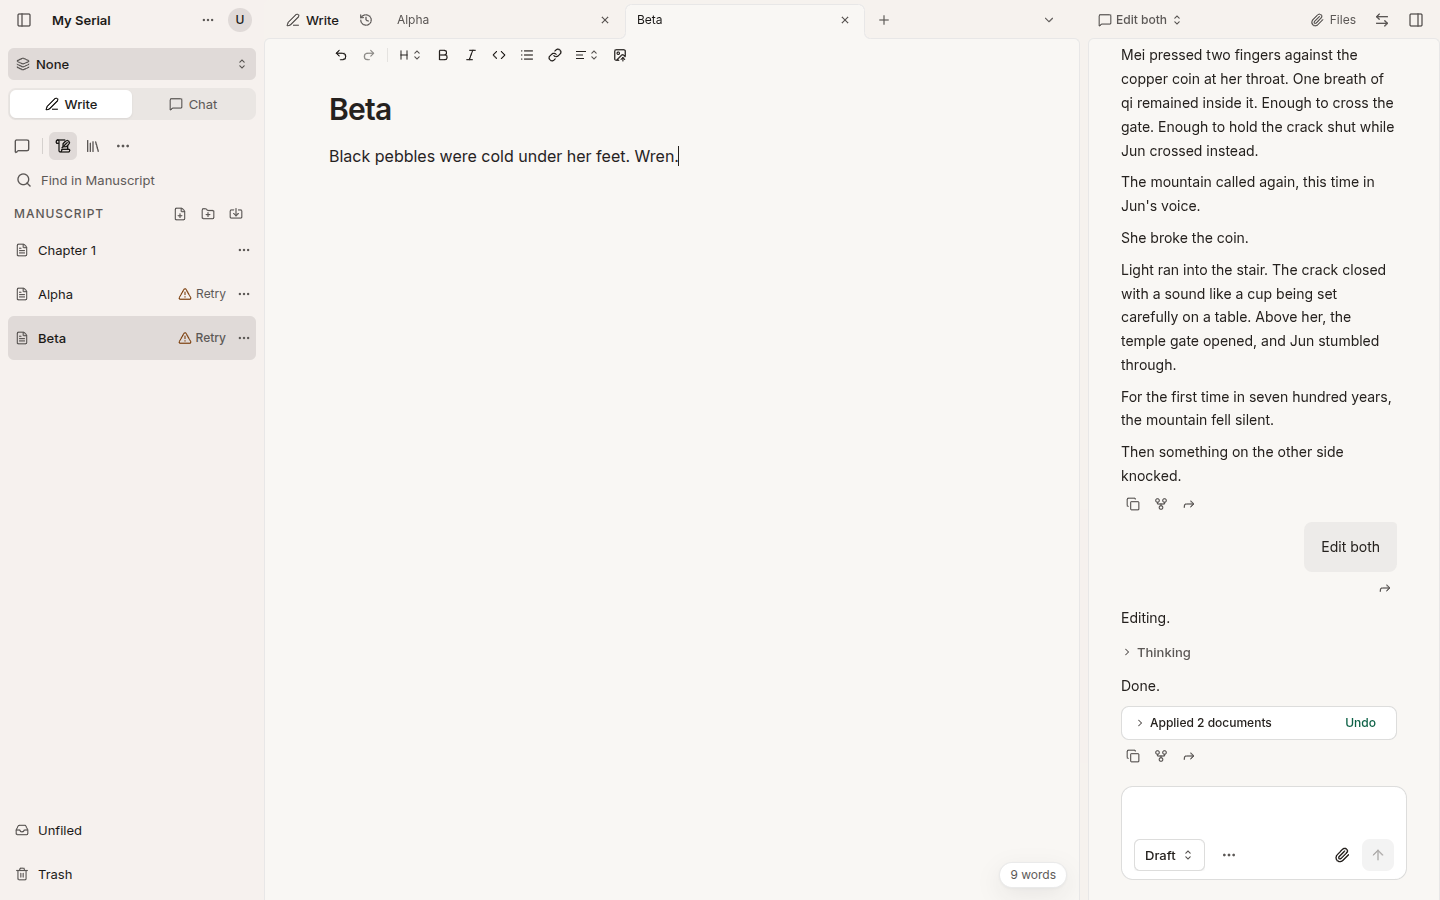 My Serial
U
None
Write
Chat
Find in Manuscript
MANUSCRIPT
Chapter 1
Alpha
Retry
Beta
Retry
Unfiled
Trash
Write
Alpha
Beta
H
B
Beta
Black pebbles were cold under her feet. Wren.
9 words
Edit both
Files
Mei pressed two fingers against the
copper coin at her throat. One breath of
qi remained inside it. Enough to cross the
gate. Enough to hold the crack shut while
Jun crossed instead.
The mountain called again, this time in
Jun's voice.
She broke the coin.
Light ran into the stair. The crack closed
with a sound like a cup being set
carefully on a table. Above her, the
temple gate opened, and Jun stumbled
through.
For the first time in seven hundred years,
the mountain fell silent.
Then something on the other side
knocked.
Edit both
Editing.
Thinking
Done.
Applied 2 documents
Undo
Draft